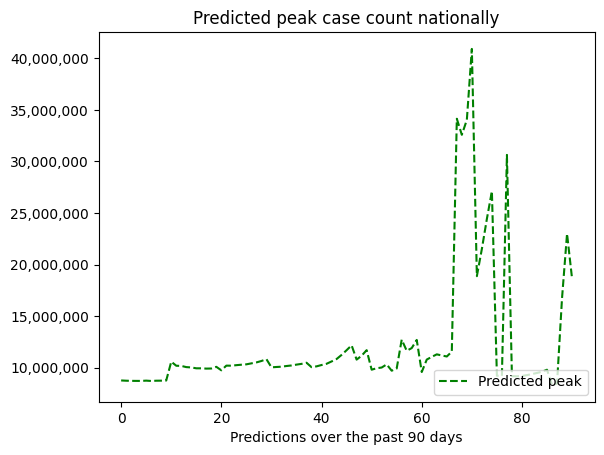 Predicted peak case count nationally
40,000,000
35,000,000
30,000,000
25,000,000
20,000,000
15,000,000
10,000,000
Predicted peak
0 20 40 60 80
Predictions over the past 90 days